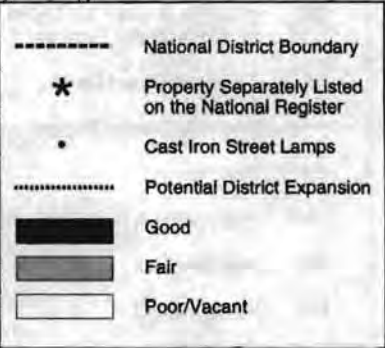 National District Boundary
Property Separately Listed
on the National Register
Cast Iron Street Lamps
Potential District Expansion
Good
Fair
Poor/Vacant